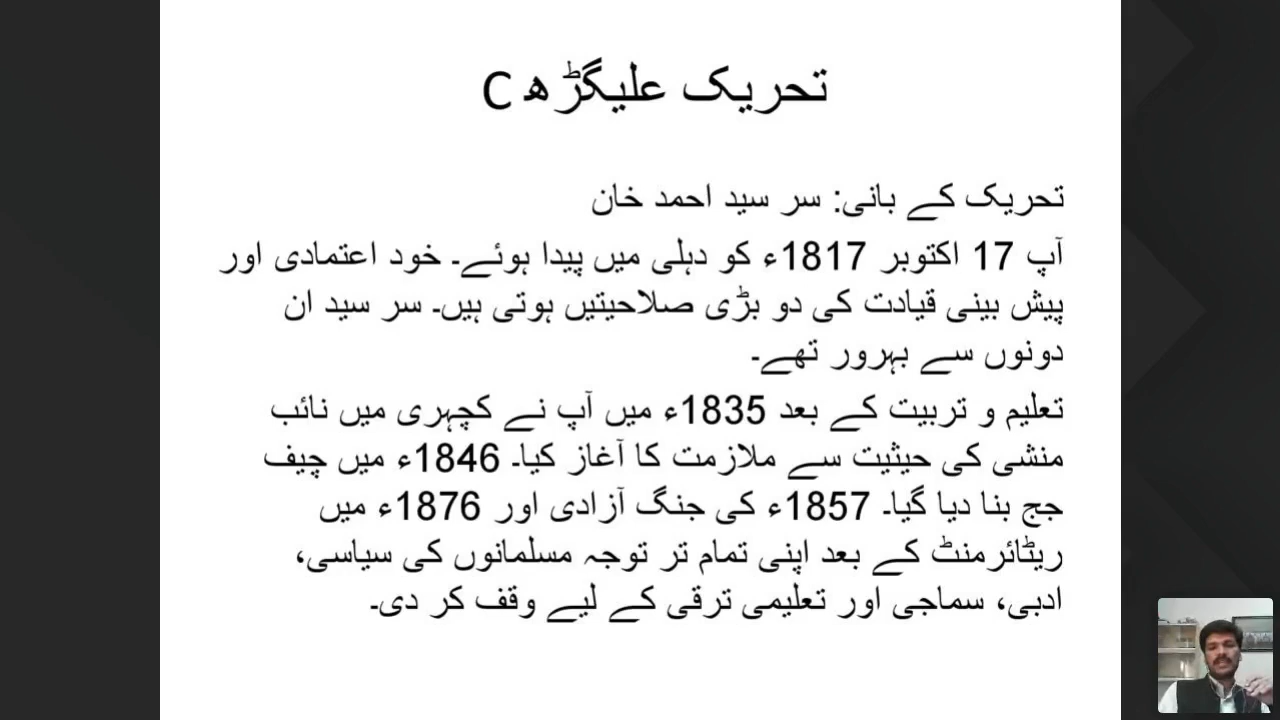 تحریک علیگڑھ C
تحریک کے بانی: سر سید احمد خان
آپ 17 اکتوبر 1817ء کو دہلی میں پیدا ہوئے۔ خود اعتمادی اور
پیش بینی قیادت کی دو بڑی صلاحیتیں ہوتی ہیں۔ سر سید ان
دونوں سے بہرور تھے۔
تعلیم و تربیت کے بعد 1835ء میں آپ نے کچہری میں نائب
منشی کی حیثیت سے ملازمت کا آغاز کیا۔ 1846ء میں چیف
جج بنا دیا گیا۔ 1857ء کی جنگ آزادی اور 1876ء میں
ریٹائرمنٹ کے بعد اپنی تمام تر توجہ مسلمانوں کی سیاسی،
ادبی، سماجی اور تعلیمی ترقی کے لیے وقف کر دی۔